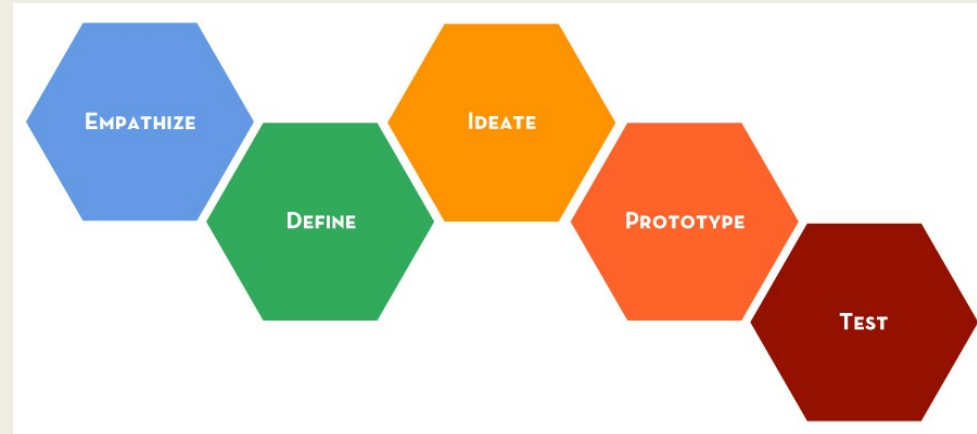 EMPATHIZE
DEFINE
IDEATE
PROTOTYPE
TEST